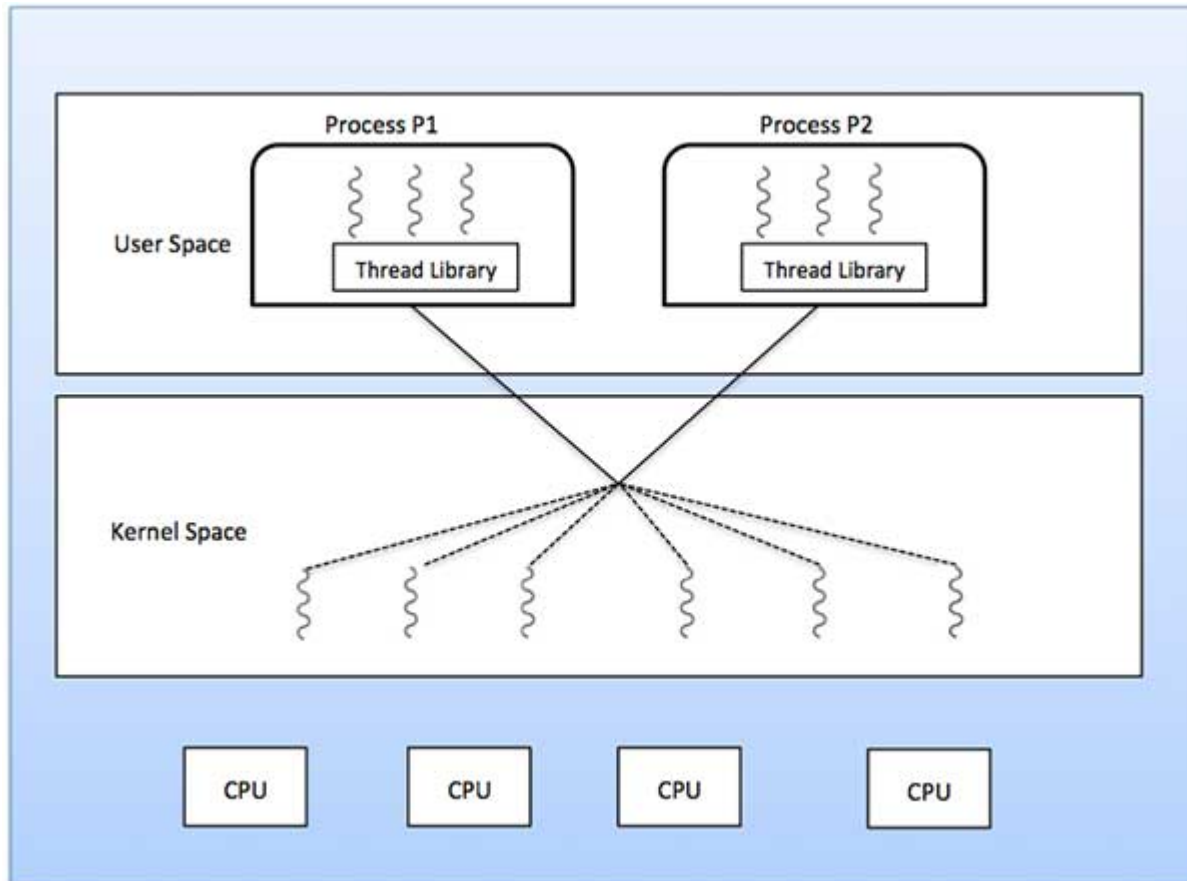 Process P1
Process P2
User Space
Thread Library
Thread Library
Kernel Space
CPU
CPU
CPU
CPU